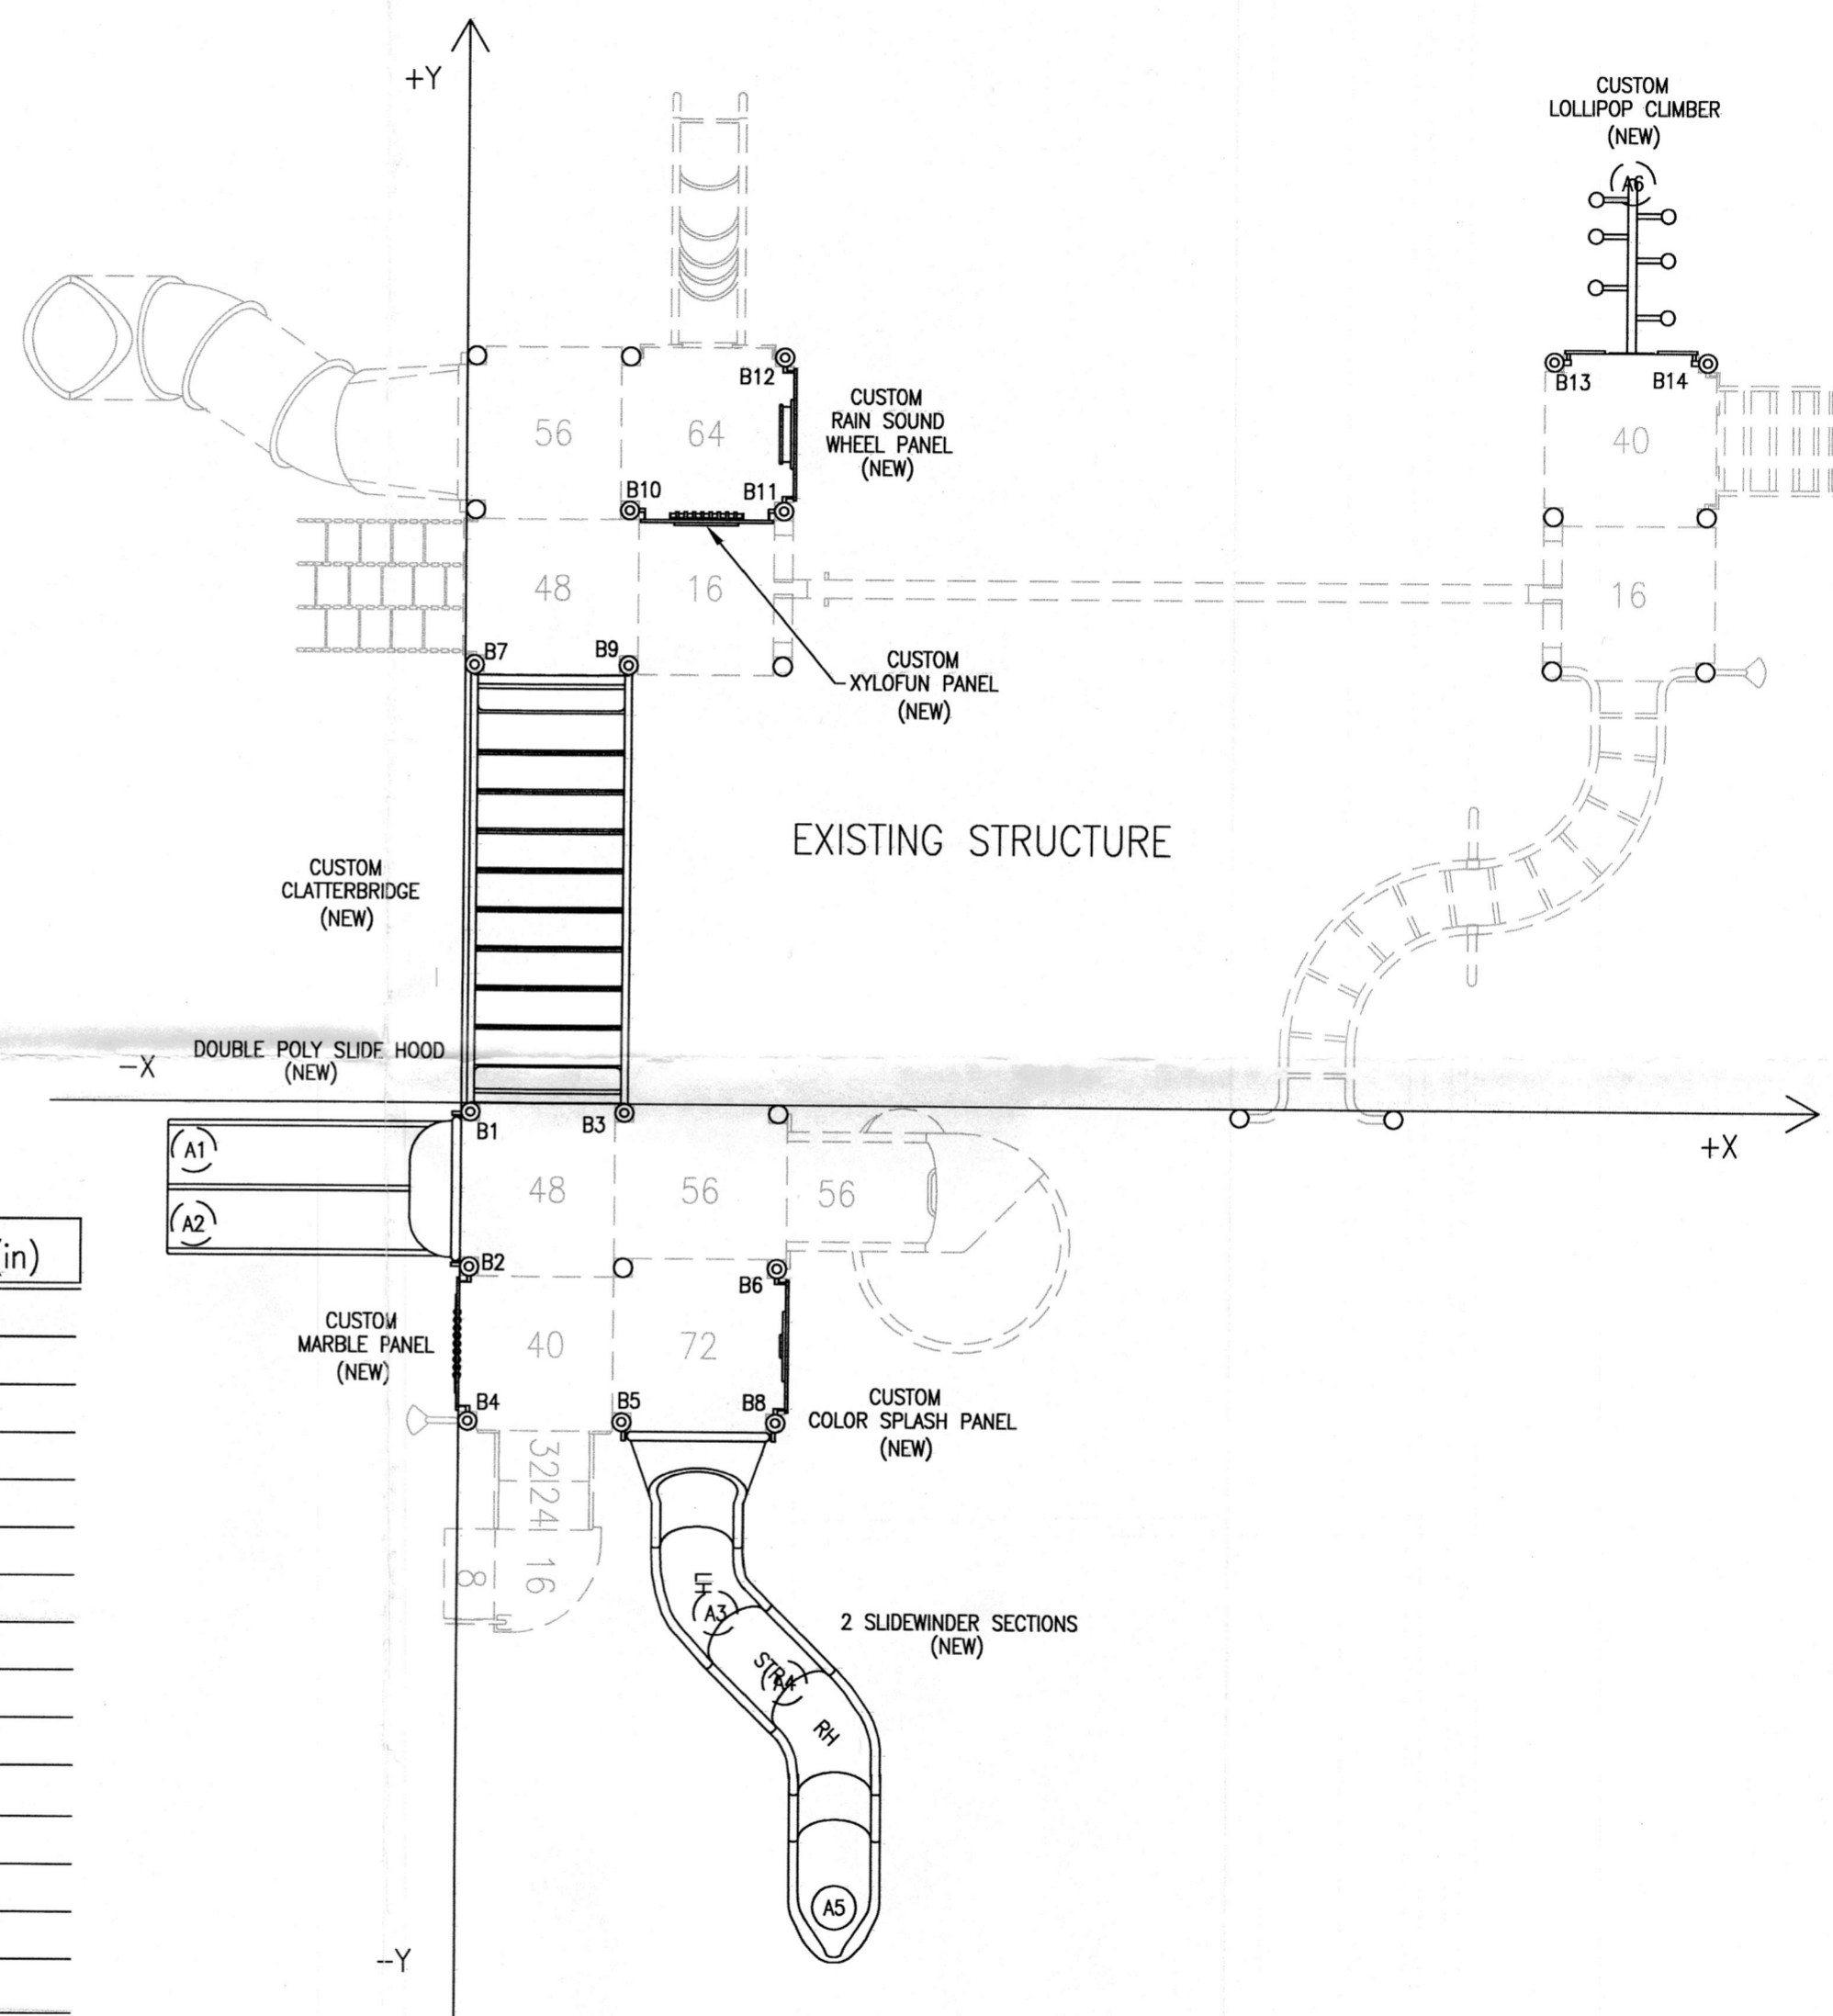 +Y
CUSTOM
LOLLIPOP CLIMBER
(NEW)
A6
B12
CUSTOM
RAIN SOUND
WHEEL PANEL
(NEW)
B13
B14
56
64
40
B10
B11
48
16
16
B7
B9
CUSTOM
XYLOFUN PANEL
(NEW)
EXISTING STRUCTURE
CUSTOM
CLATTERBRIDGE
(NEW)
-X
DOUBLE POLY SLIDE HOOD
(NEW)
B1
B3
+X
A1
A2
48
56
56
in)
B2
B6
CUSTOM
MARBLE PANEL
(NEW)
40
72
B4
B5
B8
CUSTOM
COLOR SPLASH PANEL
(NEW)
32
24
16
8
LH
A3
2 SLIDEWINDER SECTIONS
(NEW)
STR
A4
RH
A5
--Y